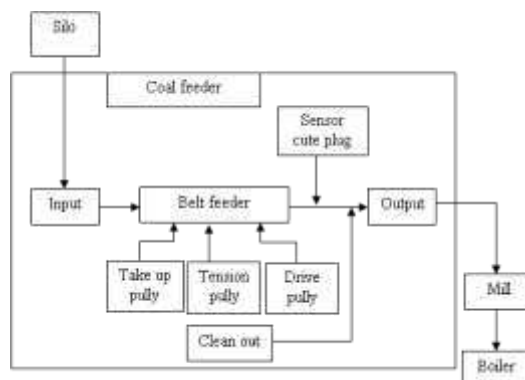 Silo
Coal feeder
Sensor
cute plug
Input
Belt feeder
Output
Take up
pully
Tension
pully
Drive
pully
Mill
Clean out
Boiler